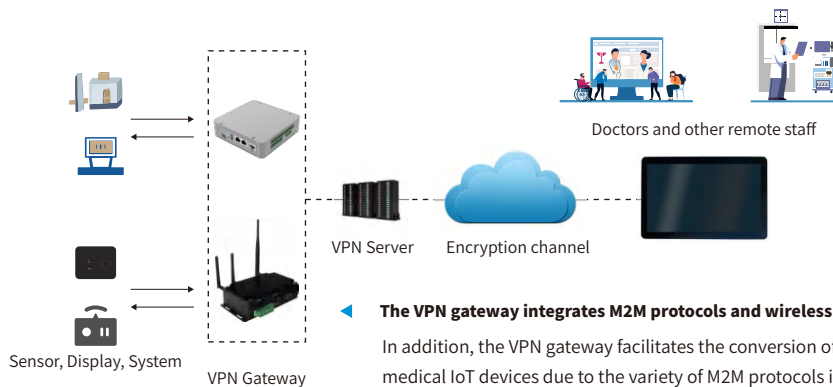 Doctors and other remote staff
VPN Server
Encryption channel
The VPN gateway integrates M2M protocols and wireless
Sensor, Display, System
In addition, the VPN gateway facilitates the conversion
VPN Gateway
medical IoT devices due to the variety of M2M protocols